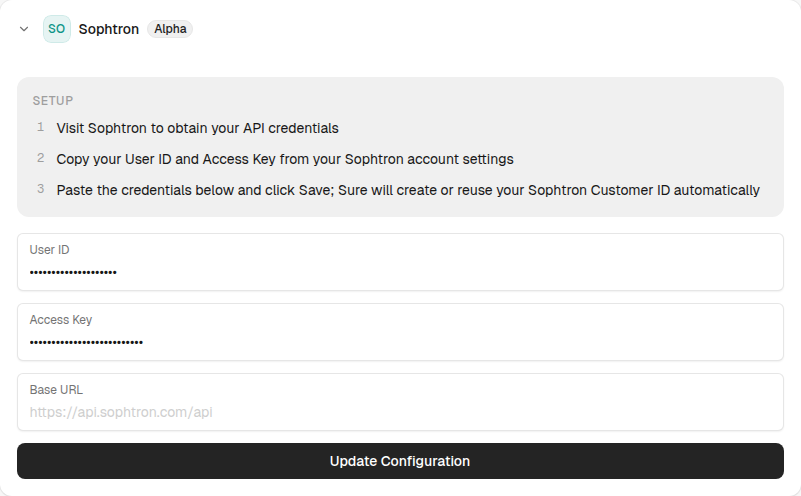 SO Sophtron Alpha
SETUP
1 Visit Sophtron to obtain your API credentials
2 Copy your User ID and Access Key from your Sophtron account settings
3 Paste the credentials below and click Save; Sure will create or reuse your Sophtron Customer ID automatically
User ID
••••••••••••••••••••
Access Key
••••••••••••••••••••••••••
Base URL
https://api.sophtron.com/api
Update Configuration